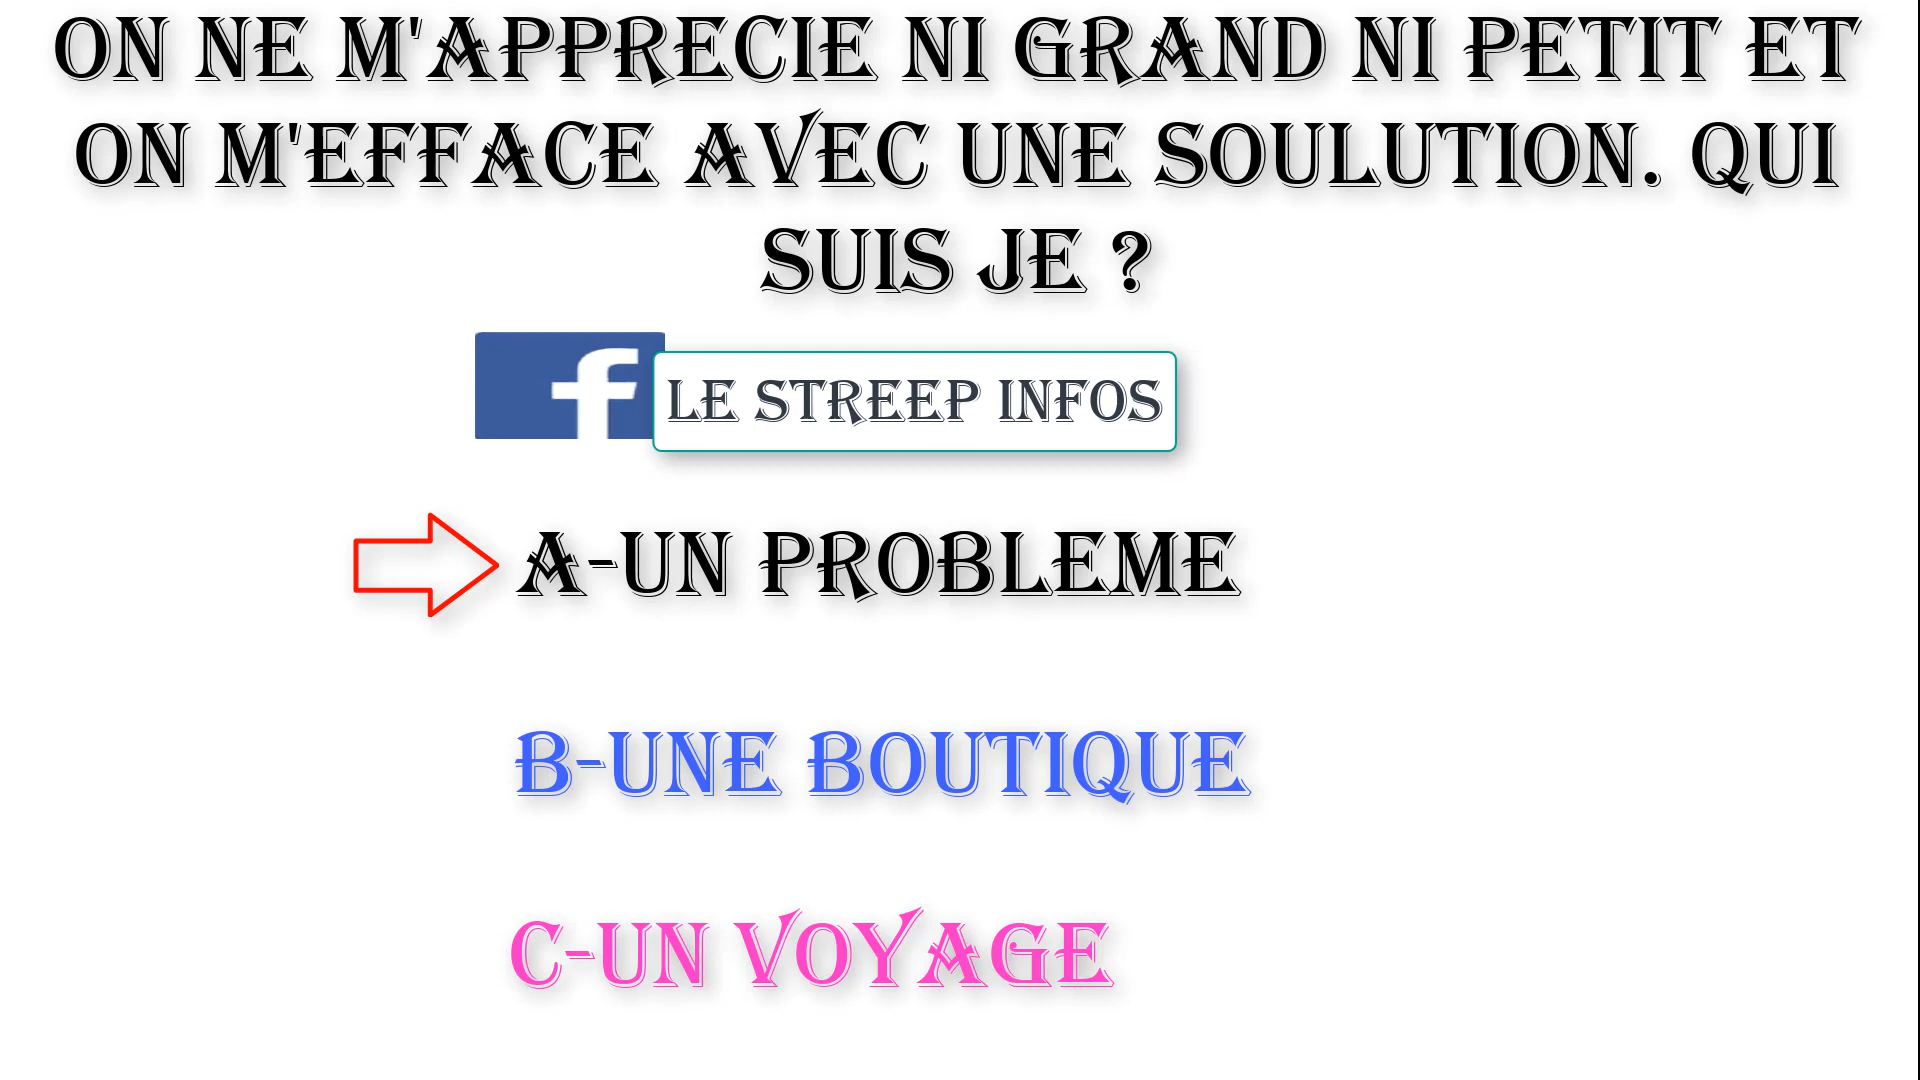 ON NE M'APPRECIE NI GRAND NI PETIT ET
ON M'EFFACE AVEC UNE SOULUTION. QUI
SUIS JE ?
f
LE STREEP INFOS
A-UN PROBLEME
B-UNE BOUTIQUE
C-UN VOYAGE